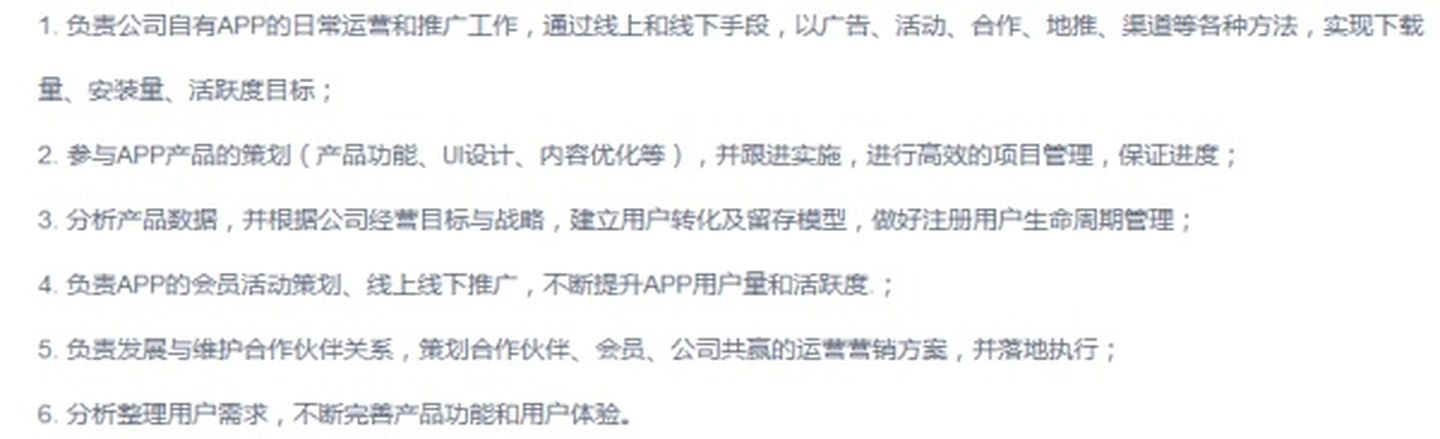 1. 负责公司自有APP的日常运营和推广工作，通过线上和线下手段，以广告、活动、合作、地推、渠道等各种方法，实现下载
量、安装量、活跃度目标；
2. 参与APP产品的策划（产品功能、UI设计、内容优化等），并跟进实施，进行高效的项目管理，保证进度；
3. 分析产品数据，并根据公司经营目标与战略，建立用户转化及留存模型，做好注册用户生命周期管理；
4. 负责APP的会员活动策划、线上线下推广，不断提升APP用户量和活跃度.；
5. 负责发展与维护合作伙伴关系，策划合作伙伴、会员、公司共赢的运营营销方案，并落地执行；
6. 分析整理用户需求，不断完善产品功能和用户体验。